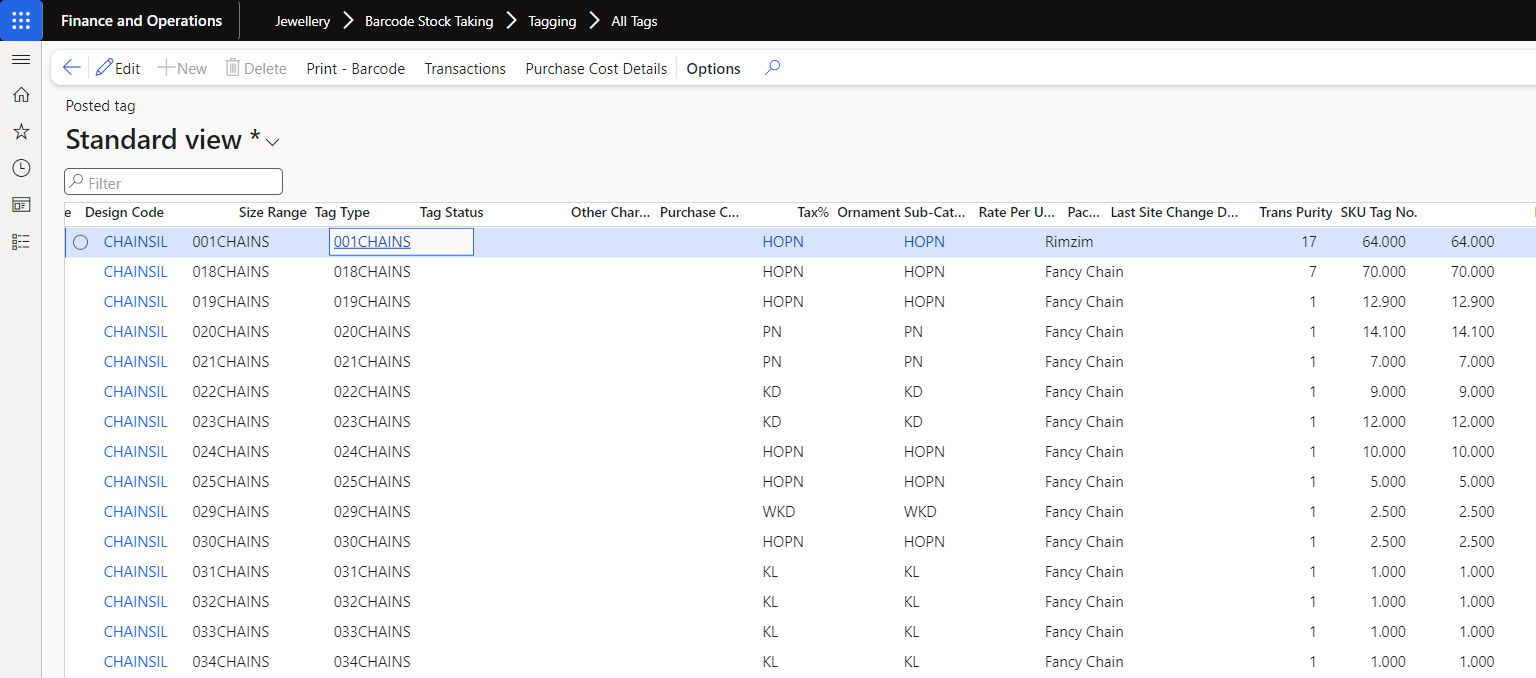 Finance and Operations Jewellery Barcode Stock Taking Tagging All Tags
Edit New Delete Print - Barcode Transactions Purchase Cost Details Options
Posted tag
Standard view *
Filter
e Design Code Size Range Tag Type Tag Status Other Char... Purchase C... Tax% Ornament Sub-Cat... Rate Per U... Pac... Last Site Change D... Trans Purity SKU Tag No.
CHAINSIL 001CHAINS 001CHAINS HOPN HOPN Rimzim 17 64.000 64.000
CHAINSIL 018CHAINS 018CHAINS HOPN HOPN Fancy Chain 7 70.000 70.000
CHAINSIL 019CHAINS 019CHAINS HOPN HOPN Fancy Chain 1 12.900 12.900
CHAINSIL 020CHAINS 020CHAINS PN PN Fancy Chain 1 14.100 14.100
CHAINSIL 021CHAINS 021CHAINS PN PN Fancy Chain 1 7.000 7.000
CHAINSIL 022CHAINS 022CHAINS KD KD Fancy Chain 1 9.000 9.000
CHAINSIL 023CHAINS 023CHAINS KD KD Fancy Chain 1 12.000 12.000
CHAINSIL 024CHAINS 024CHAINS HOPN HOPN Fancy Chain 1 10.000 10.000
CHAINSIL 025CHAINS 025CHAINS HOPN HOPN Fancy Chain 1 5.000 5.000
CHAINSIL 029CHAINS 029CHAINS WKD WKD Fancy Chain 1 2.500 2.500
CHAINSIL 030CHAINS 030CHAINS HOPN HOPN Fancy Chain 1 2.500 2.500
CHAINSIL 031CHAINS 031CHAINS KL KL Fancy Chain 1 1.000 1.000
CHAINSIL 032CHAINS 032CHAINS KL KL Fancy Chain 1 1.000 1.000
CHAINSIL 033CHAINS 033CHAINS KL KL Fancy Chain 1 1.000 1.000
CHAINSIL 034CHAINS 034CHAINS KL KL Fancy Chain 1 1.000 1.000